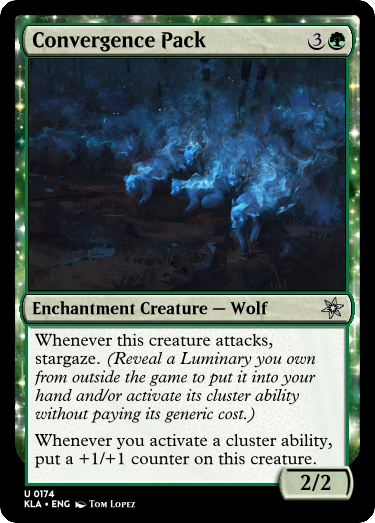 Convergence Pack 3
Enchantment Creature — Wolf
Whenever this creature attacks,
stargaze. (Reveal a Luminary you own
from outside the game to put it into your
hand and/or activate its cluster ability
without paying its generic cost.)
Whenever you activate a cluster ability,
put a +1/+1 counter on this creature.
2/2
U 0174
KLA • ENG Tom Lopez